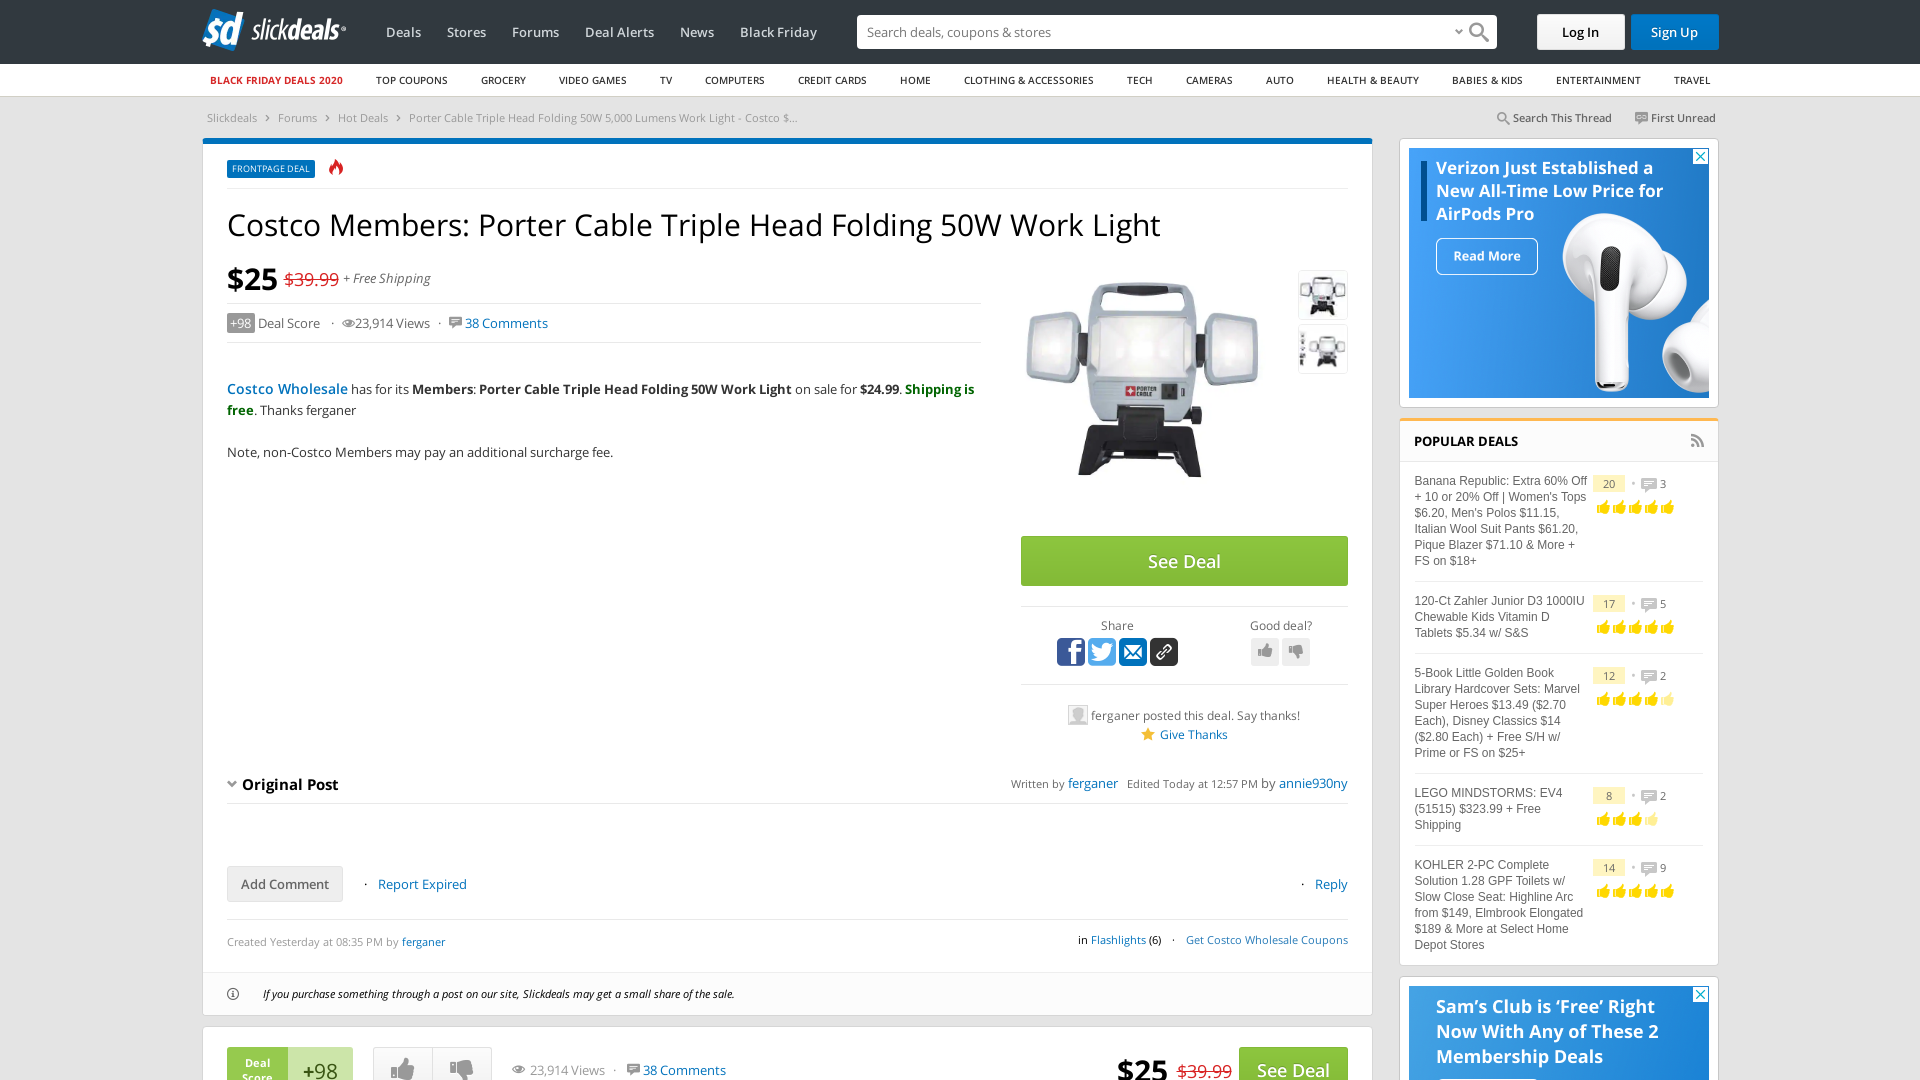 slickdeals
Deals Stores Forums Deal Alerts News Black Friday
Search deals, coupons & shops
Log In Sign Up
BLACK FRIDAY DEALS 2020 TOP COUPONS GROCERY VIDEO GAMES TV COMPUTERS CREDIT CARDS HOME CLOTHING & ACCESSORIES TECH CAMERAS AUTO HEALTH & BEAUTY BABIES & KIDS ENTERTAINMENT TRAVEL
Slickdeals › Forums › Hot Deals › Porter Cable Triple Head Folding 50W 5,000 Lumens Work Light - Costco $...
Search This Thread First Unread
FRONTPAGE DEAL
Costco Members: Porter Cable Triple Head Folding 50W Work Light
$25 $39.99 + Free Shipping
+98 Deal Score · 23,914 Views · 38 Comments
Costco Wholesale has for its Members: Porter Cable Triple Head Folding 50W Work Light on sale for $24.99. Shipping is
free. Thanks ferganer
Note, non-Costco Members may pay an additional surcharge fee.
PORTER
CABLE
See Deal
Share
Good deal?
ferganer posted this deal. Say thanks!
Give Thanks
Original Post
Written by ferganer Edited Today at 12:57 PM by annie930ny
Add Comment · Report Expired
· Reply
Created Yesterday at 08:35 PM by ferganer
in Flashlights (6) · Get Costco Wholesale Coupons
If you purchase something through a post on our site, Slickdeals may get a small share of the sale.
Deal
Score
+98
23,914 Views · 38 Comments
$25 $39.99 See Deal
Verizon Just Established a
New All-Time Low Price for
AirPods Pro
Read More
POPULAR DEALS
Banana Republic: Extra 60% Off
+ 10 or 20% Off | Women's Tops
$6.20, Men's Polos $11.15,
Italian Wool Suit Pants $61.20,
Pique Blazer $71.10 & More +
FS on $18+
20 • 3
120-Ct Zahler Junior D3 1000IU
Chewable Kids Vitamin D
Tablets $5.34 w/ S&S
17 • 5
5-Book Little Golden Book
Library Hardcover Sets: Marvel
Super Heroes $13.49 ($2.70
Each), Disney Classics $14
($2.80 Each) + Free S/H w/
Prime or FS on $25+
12 • 2
LEGO MINDSTORMS: EV4
(51515) $323.99 + Free
Shipping
8 • 2
KOHLER 2-PC Complete
Solution 1.28 GPF Toilets w/
Slow Close Seat: Highline Arc
from $149, Elmbrook Elongated
$189 & More at Select Home
Depot Stores
14 • 9
Sam's Club is 'Free' Right
Now With Any of These 2
Membership Deals